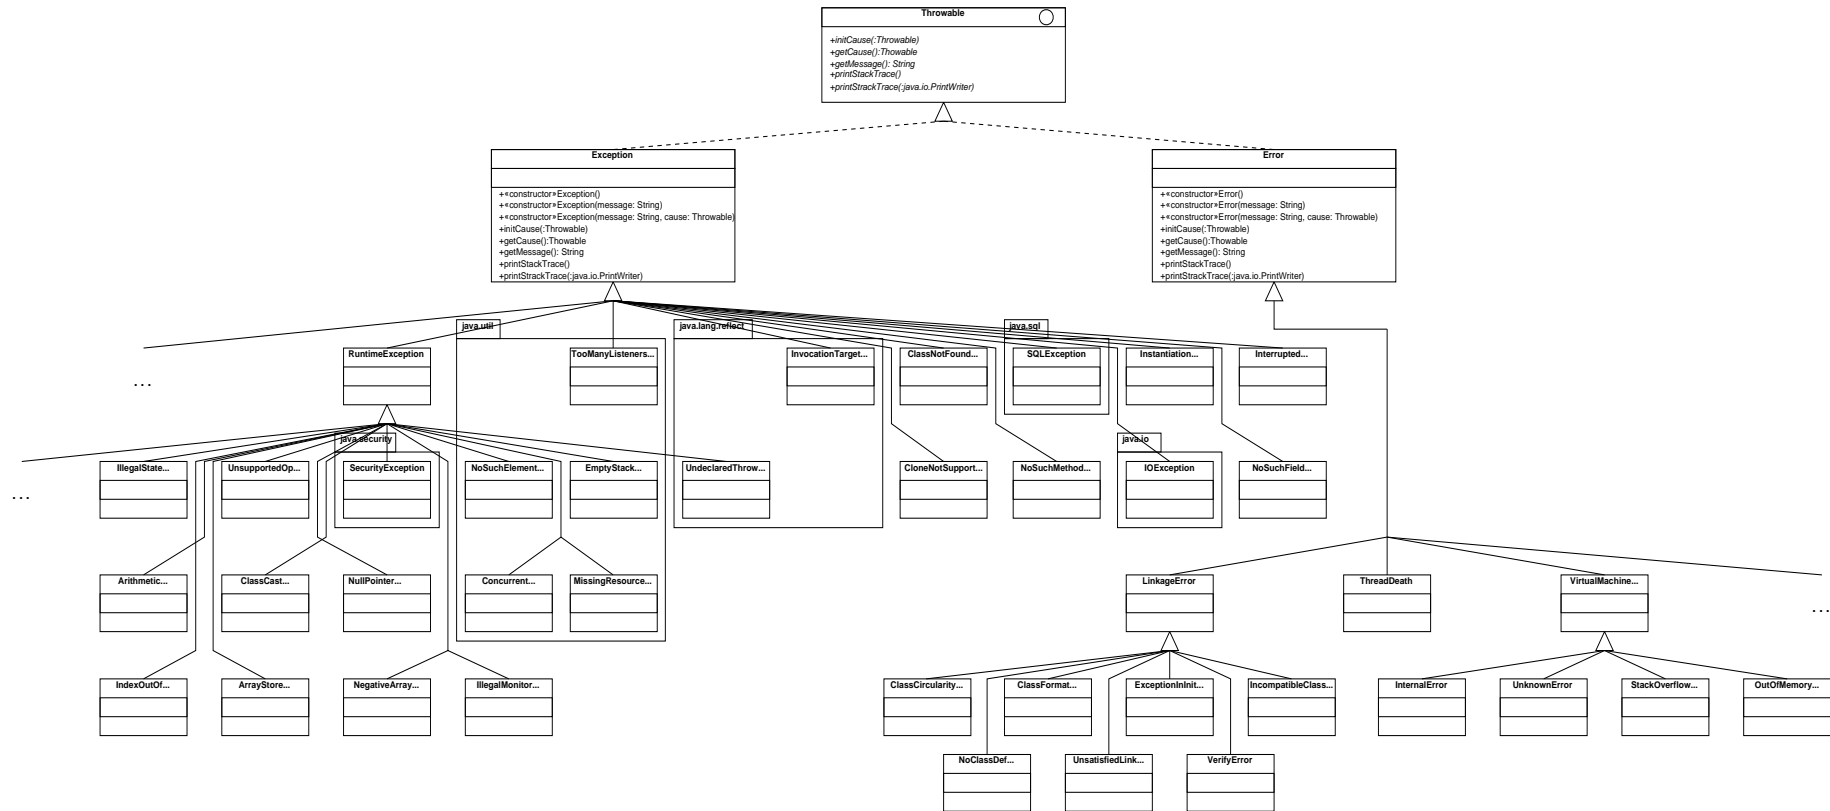 Throwable
+initCause(:Throwable)
+getCause():Thowable
+getMessage(): String
+printStackTrace()
+printStrackTrace(:java.io.PrintWriter)
Exception
+«constructor»Exception()
+«constructor»Exception(message: String)
+«constructor»Exception(message: String, cause: Throwable)
+initCause(:Throwable)
+getCause():Thowable
+getMessage(): String
+printStackTrace()
+printStrackTrace(:java.io.PrintWriter)
Error
+«constructor»Error()
+«constructor»Error(message: String)
+«constructor»Error(message: String, cause: Throwable)
+initCause(:Throwable)
+getCause():Thowable
+getMessage(): String
+printStackTrace()
+printStrackTrace(:java.io.PrintWriter)
java.util
java.lang.reflect
java.sql
...
RuntimeException
TooManyListeners...
InvocationTarget...
ClassNotFound...
SQLException
Instantiation...
Interrupted...
java.security
java.io
...
IllegalState...
UnsupportedOp...
SecurityException
NoSuchElement...
EmptyStack...
UndeclaredThrow...
CloneNotSupport...
NoSuchMethod...
IOException
NoSuchField...
Arithmetic...
ClassCast...
NullPointer...
Concurrent...
MissingResource...
LinkageError
ThreadDeath
VirtualMachine...
...
IndexOutOf...
ArrayStore...
NegativeArray...
IllegalMonitor...
ClassCircularity...
ClassFormat...
ExceptionInInit...
IncompatibleClass...
InternalError
UnknownError
StackOverflow...
OutOfMemory...
NoClassDef...
UnsatisfiedLink...
VerifyError